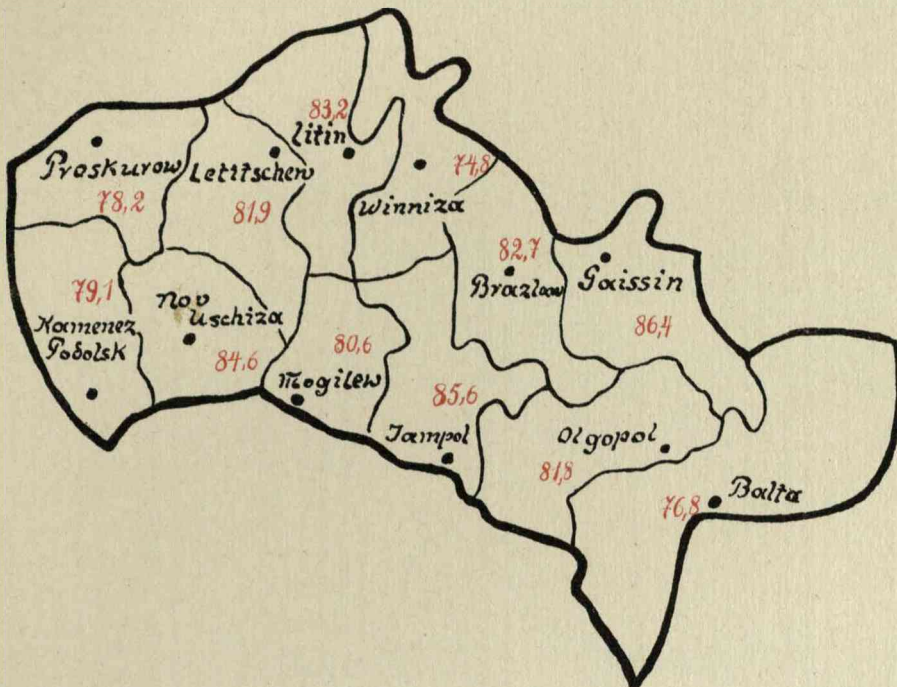 83,2
Litin
Proskurow
78,2
Letitschew
81,9
74,8
Winniza
82,7
Brazlaw
Gaissin
86,4
79,1
Kamenez
Podolsk
Nov
Uschiza
84,6
80,6
Mogilew
85,6
Jampol
Olgopol
81,8
76,8
Balta